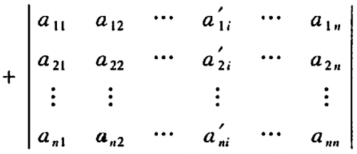 + | a₁₁ a₁₂ ⋯ a′₁ᵢ ⋯ a₁ₙ |
| a₂₁ a₂₂ ⋯ a′₂ᵢ ⋯ a₂ₙ |
| ⋮ ⋮ ⋮ ⋮ |
| aₙ₁ aₙ₂ ⋯ a′ₙᵢ ⋯ aₙₙ |